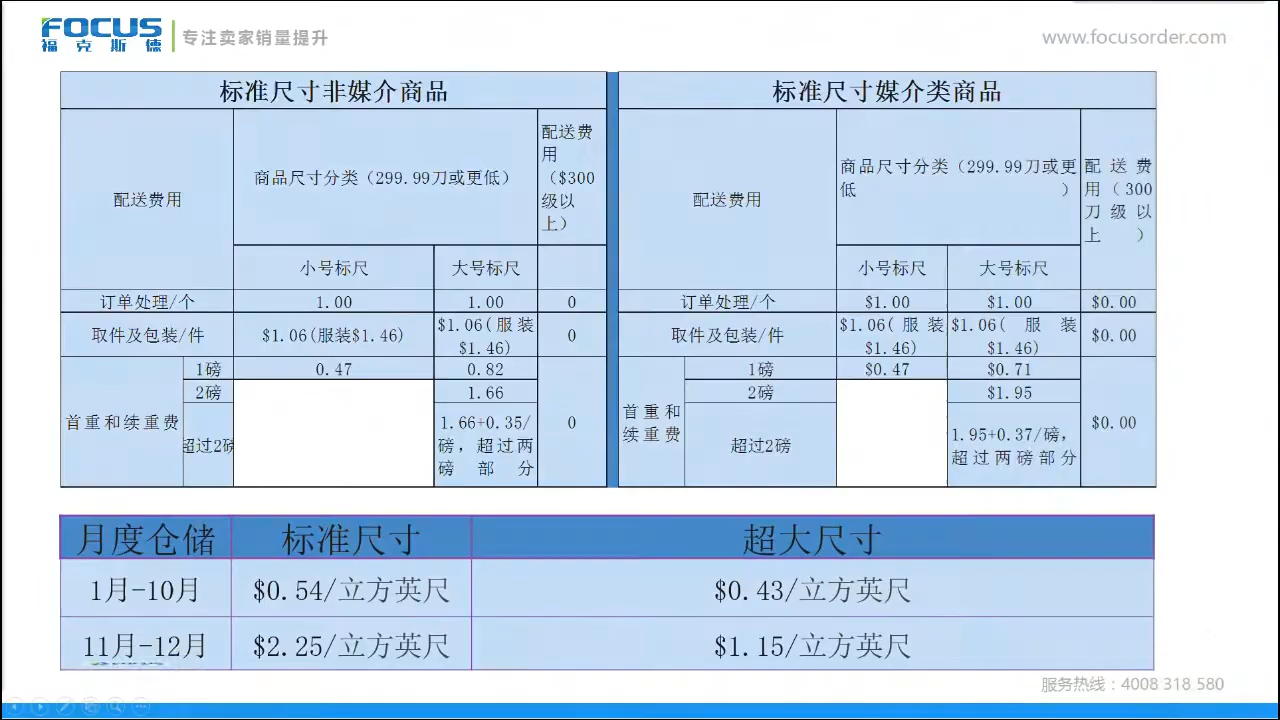 FOCUS
福克斯德
专注卖家销量提升
www.focusorder.com
标准尺寸非媒介商品
配送费用
商品尺寸分类（299.99刀或更低）
配送费
用
（$300
级以
上）
小号标尺
大号标尺
订单处理/个
1.00
1.00
0
取件及包装/件
$1.06(服装$1.46)
$1.06(服装
$1.46)
0
首重和续重费
1磅
0.47
0.82
0
2磅
1.66
超过2磅
1.66+0.35/
磅，超过两
磅部分
标准尺寸媒介类商品
配送费用
商品尺寸分类（299.99刀或更
低）
配送费
用（300
刀级以
上）
小号标尺
大号标尺
订单处理/个
$1.00
$1.00
$0.00
取件及包装/件
$1.06(服装
$1.46)
$1.06(服装
$1.46)
$0.00
首重和
续重费
1磅
$0.47
$0.71
$0.00
2磅
$1.95
超过2磅
1.95+0.37/磅，
超过两磅部分
月度仓储
标准尺寸
超大尺寸
1月-10月
$0.54/立方英尺
$0.43/立方英尺
11月-12月
$2.25/立方英尺
$1.15/立方英尺
服务热线：4008 318 580